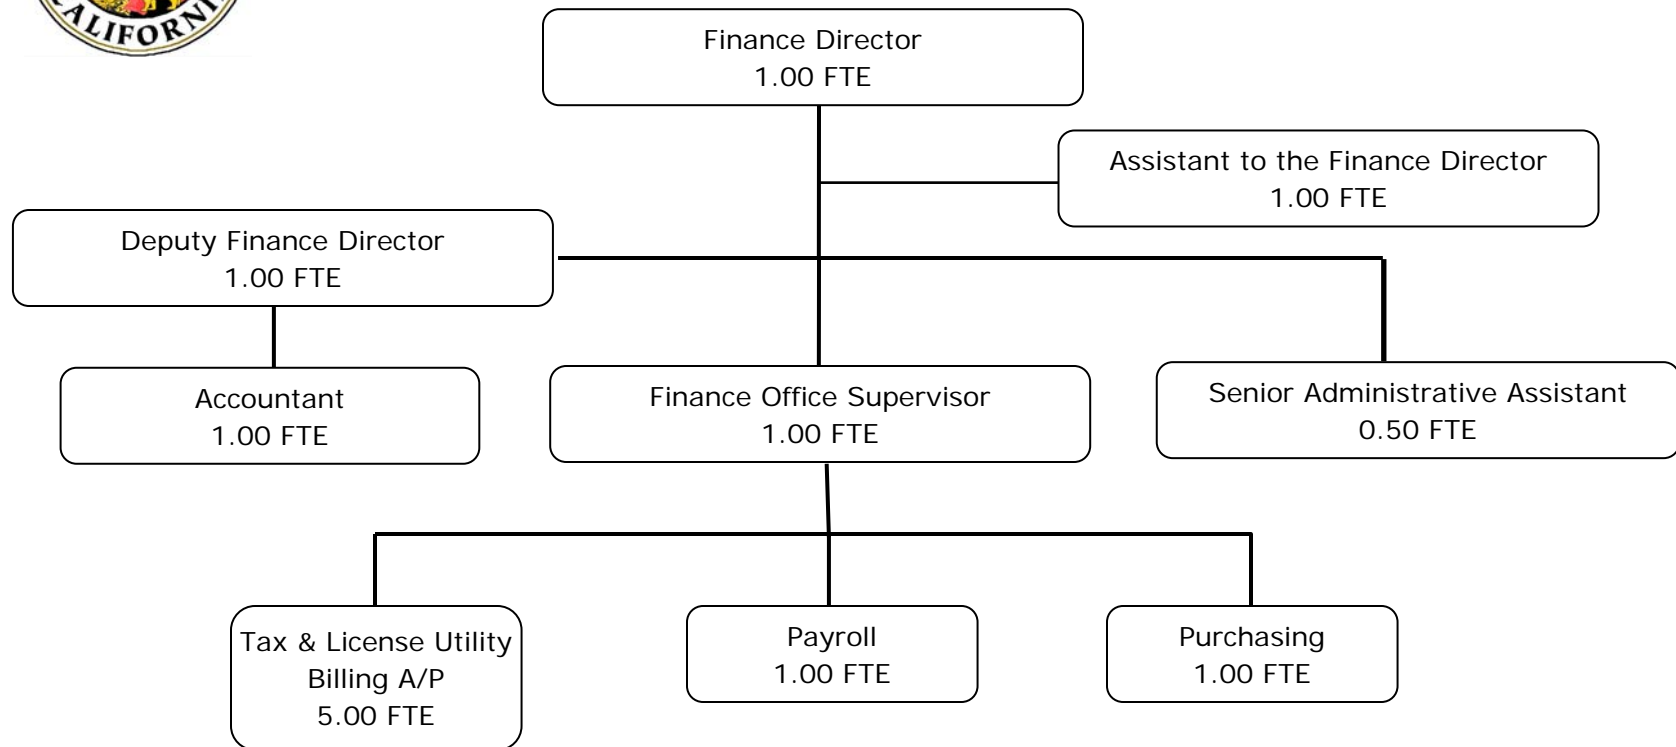 CALIFORNIA
Finance Director
1.00 FTE
Assistant to the Finance Director
1.00 FTE
Deputy Finance Director
1.00 FTE
Accountant
1.00 FTE
Finance Office Supervisor
1.00 FTE
Senior Administrative Assistant
0.50 FTE
Tax & License Utility
Billing A/P
5.00 FTE
Payroll
1.00 FTE
Purchasing
1.00 FTE